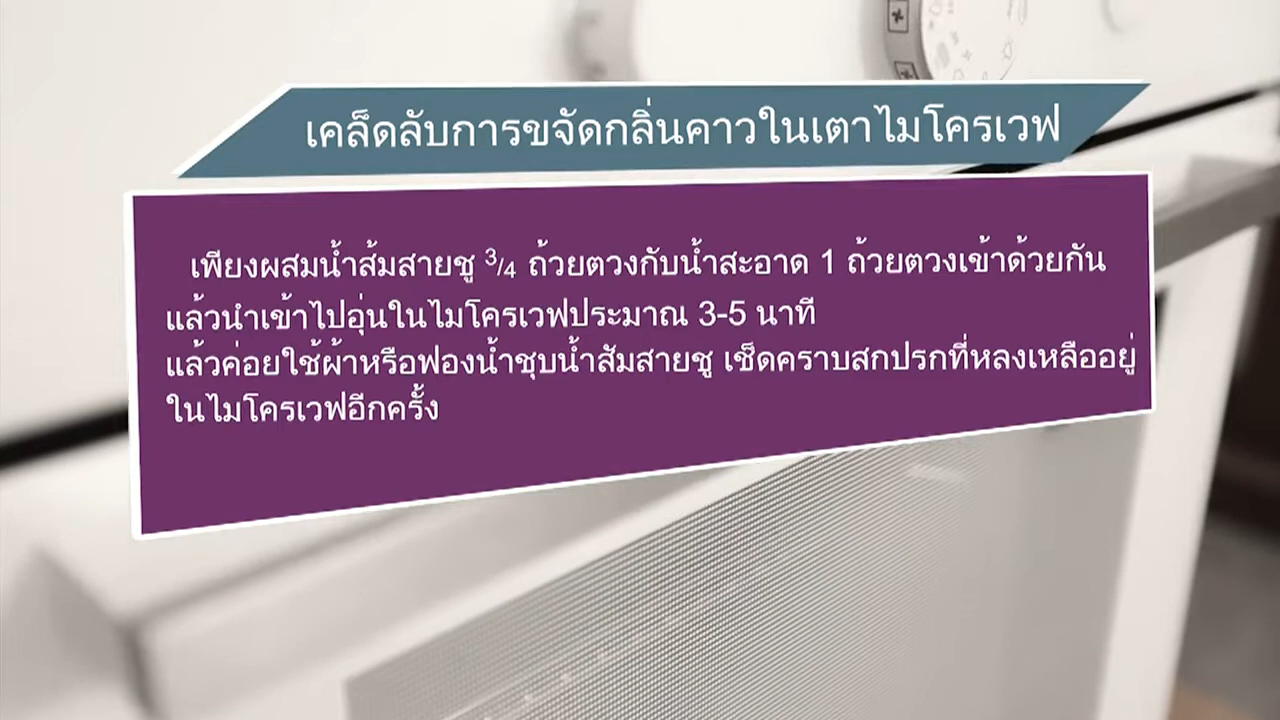 เคล็ดลับการขจัดกลิ่นคาวในเตาไมโครเวฟ
เพียงผสมน้ำส้มสายชู 3/4 ถ้วยตวงกับน้ำสะอาด 1 ถ้วยตวงเข้าด้วยกัน
แล้วนำเข้าไปอุ่นในไมโครเวฟประมาณ 3-5 นาที
แล้วค่อยใช้ผ้าหรือฟองน้ำชุบน้ำสัมสายชู เช็ดคราบสกปรกที่หลงเหลืออยู่
ในไมโครเวฟอีกครั้ง